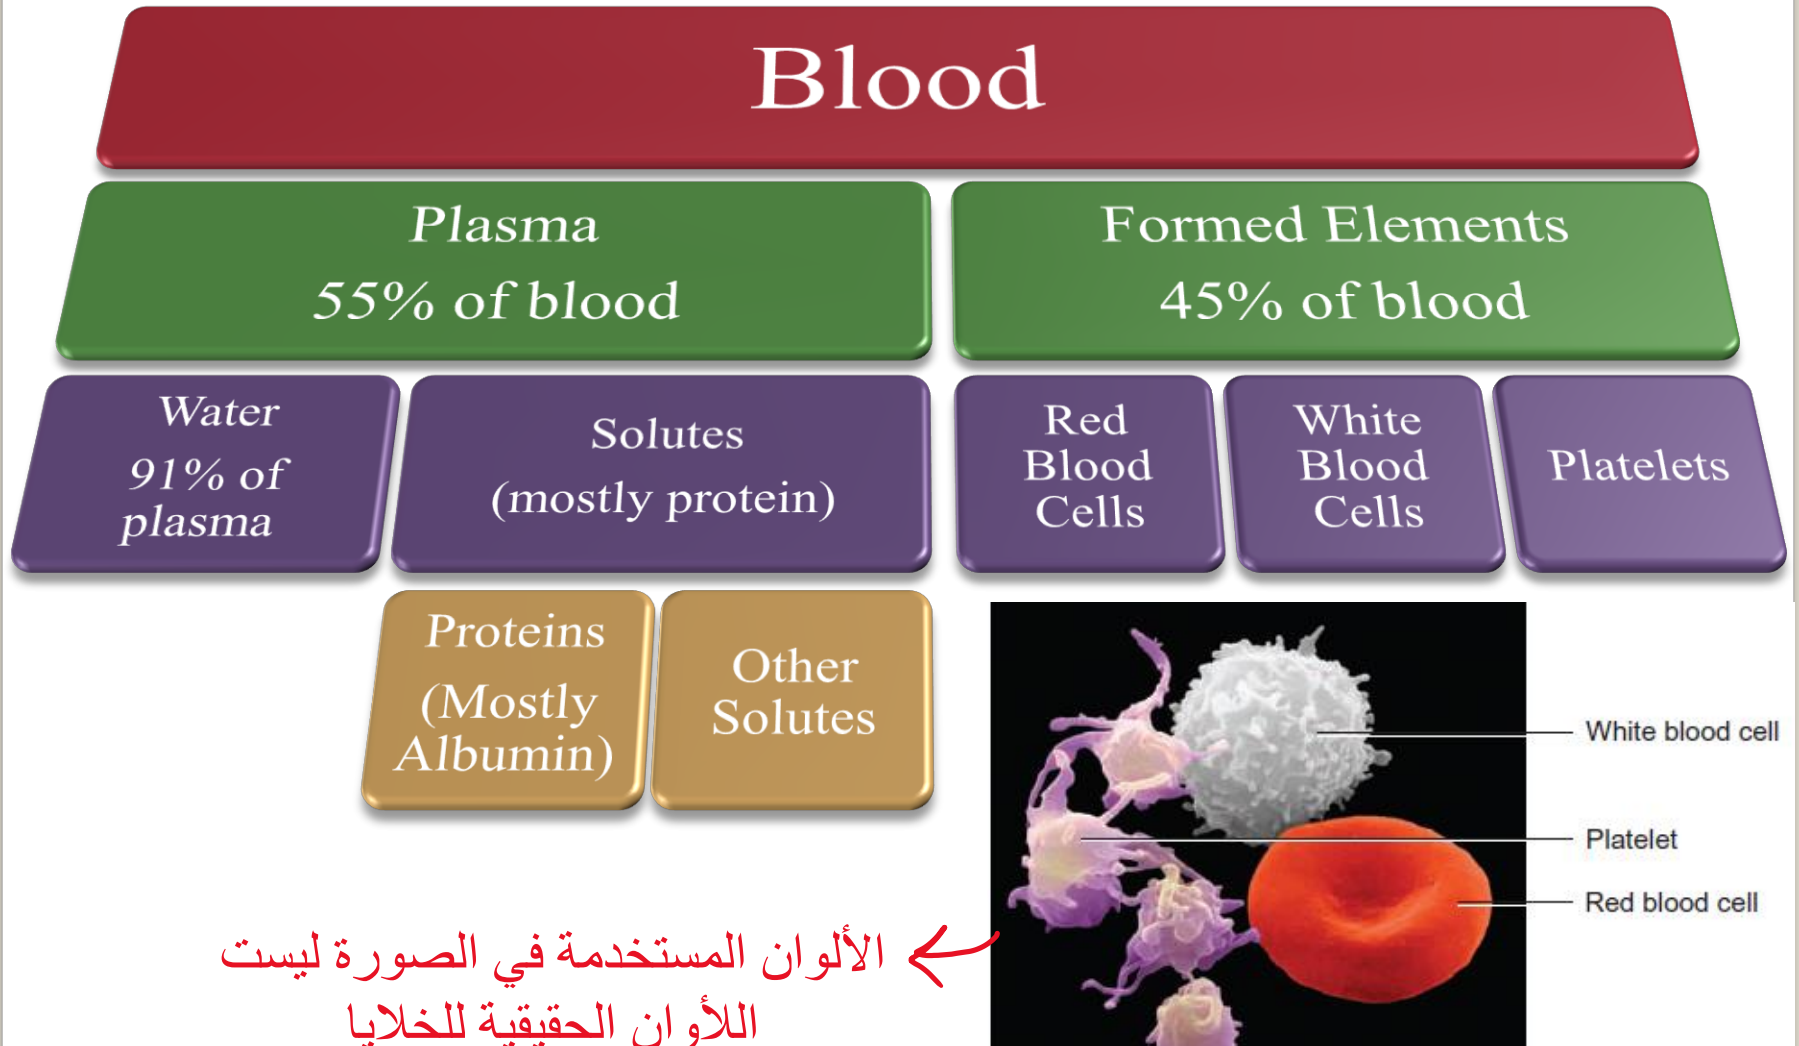 Blood
Plasma
55% of blood
Formed Elements
45% of blood
Water
91% of
plasma
Solutes
(mostly protein)
Red
Blood
Cells
White
Blood
Cells
Platelets
Proteins
(Mostly
Albumin)
Other
Solutes
White blood cell
Platelet
Red blood cell
الألوان المستخدمة في الصورة ليست
اللأوان الحقيقية للخلايا